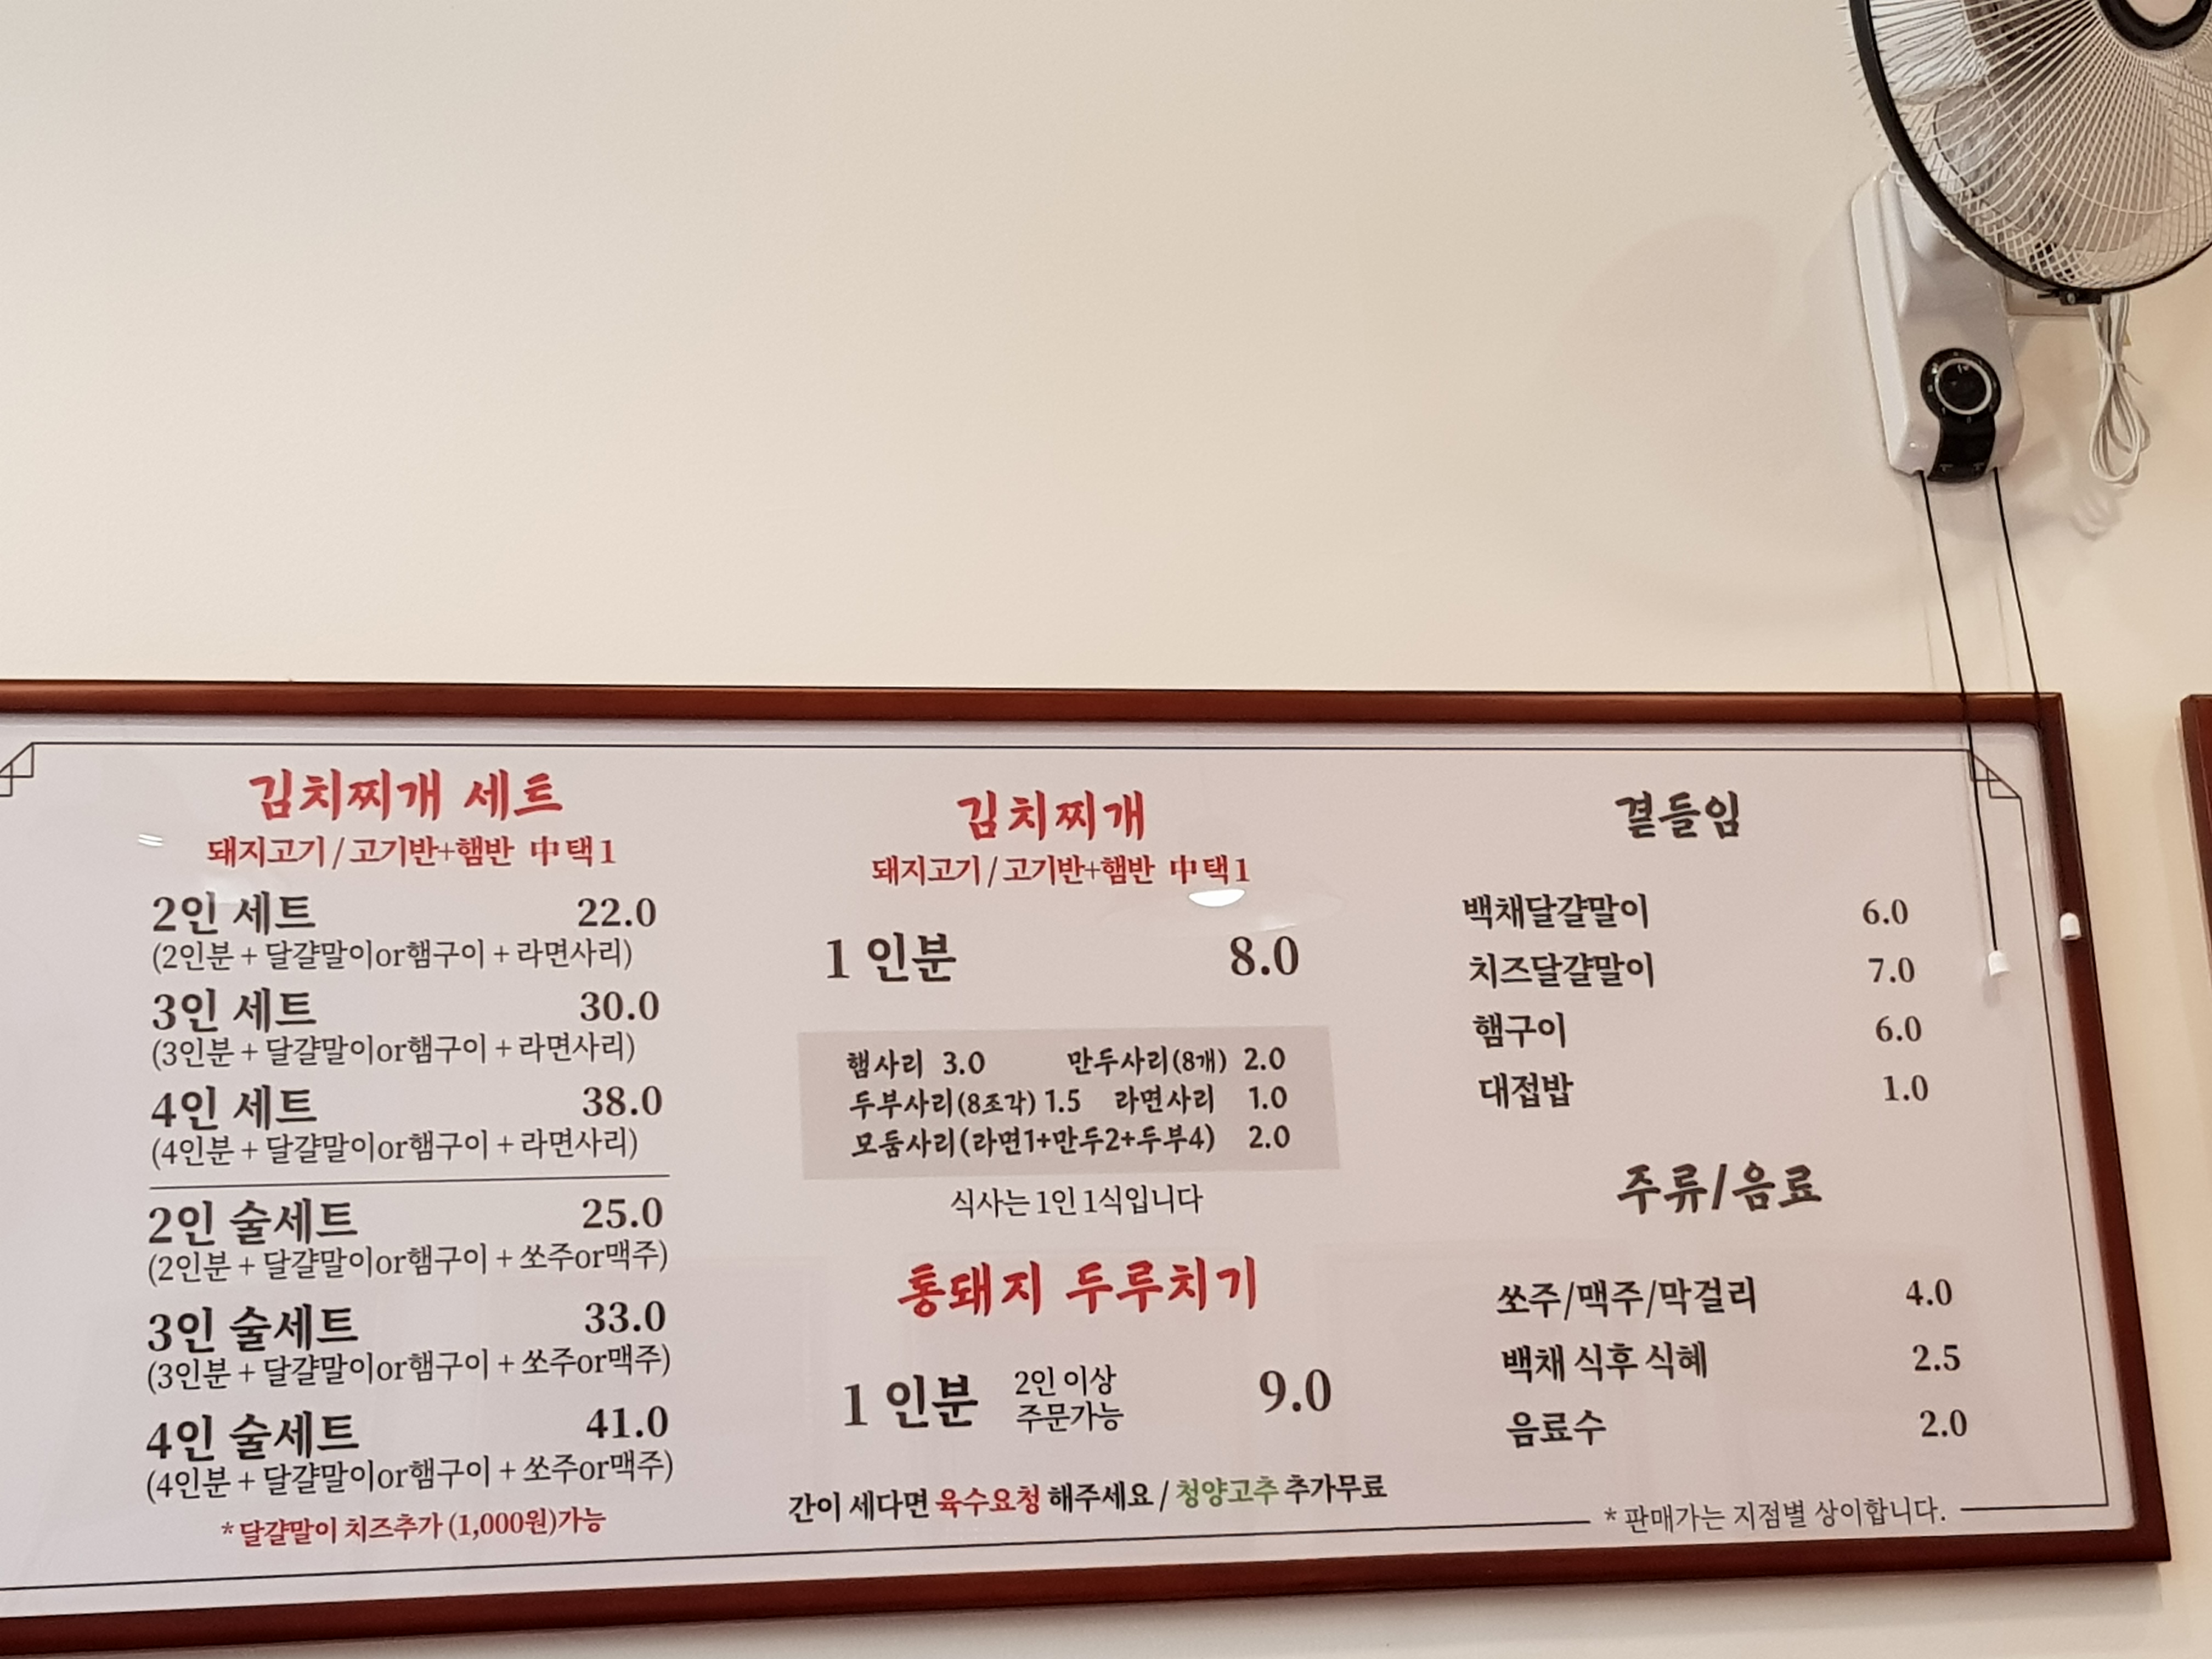 김치찌개 세트
돼지고기 / 고기반+햄반 中택1
2인 세트 22.0
(2인분 + 달걀말이or햄구이 + 라면사리)
3인 세트 30.0
(3인분 + 달걀말이or햄구이 + 라면사리)
4인 세트 38.0
(4인분 + 달걀말이or햄구이 + 라면사리)
2인 술세트 25.0
(2인분 + 달걀말이or햄구이 + 쏘주or맥주)
3인 술세트 33.0
(3인분 + 달걀말이or햄구이 + 쏘주or맥주)
4인 술세트 41.0
(4인분 + 달걀말이or햄구이 + 쏘주or맥주)
* 달걀말이 치즈추가 (1,000원)가능
김치찌개
돼지고기 / 고기반+햄반 中택1
1 인분 8.0
햄사리 3.0 만두사리(8개) 2.0
두부사리(8조각) 1.5 라면사리 1.0
모둠사리(라면1+만두2+두부4) 2.0
식사는 1인 1식입니다
통돼지 두루치기
1 인분 2인 이상 주문가능 9.0
간이 세다면 육수요청 해주세요 / 청양고추 추가무료
곁들임
백채달걀말이 6.0
치즈달걀말이 7.0
햄구이 6.0
대접밥 1.0
주류/음료
쏘주/맥주/막걸리 4.0
백채 식후 식혜 2.5
음료수 2.0
* 판매가는 지점별 상이합니다.